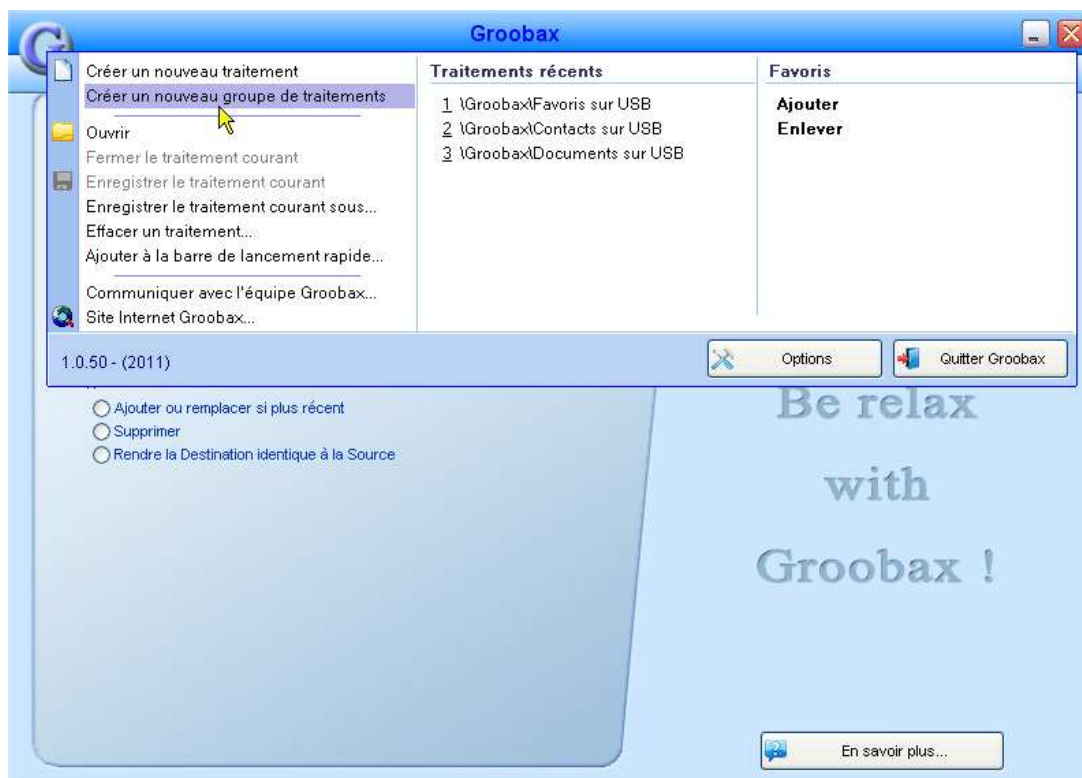 Groobax
Créer un nouveau traitement
Créer un nouveau groupe de traitements
Ouvrir
Fermer le traitement courant
Enregistrer le traitement courant
Enregistrer le traitement courant sous...
Effacer un traitement...
Ajouter à la barre de lancement rapide...
Communiquer avec l'équipe Groobax...
Site Internet Groobax...
Traitements récents
1 \Groobax\Favoris sur USB
2 \Groobax\Contacts sur USB
3 \Groobax\Documents sur USB
Favoris
Ajouter
Enlever
1.0.50 - (2011)
Options
Quitter Groobax
Ajouter ou remplacer si plus récent
Supprimer
Rendre la Destination identique à la Source
Be relax
with
Groobax !
En savoir plus...